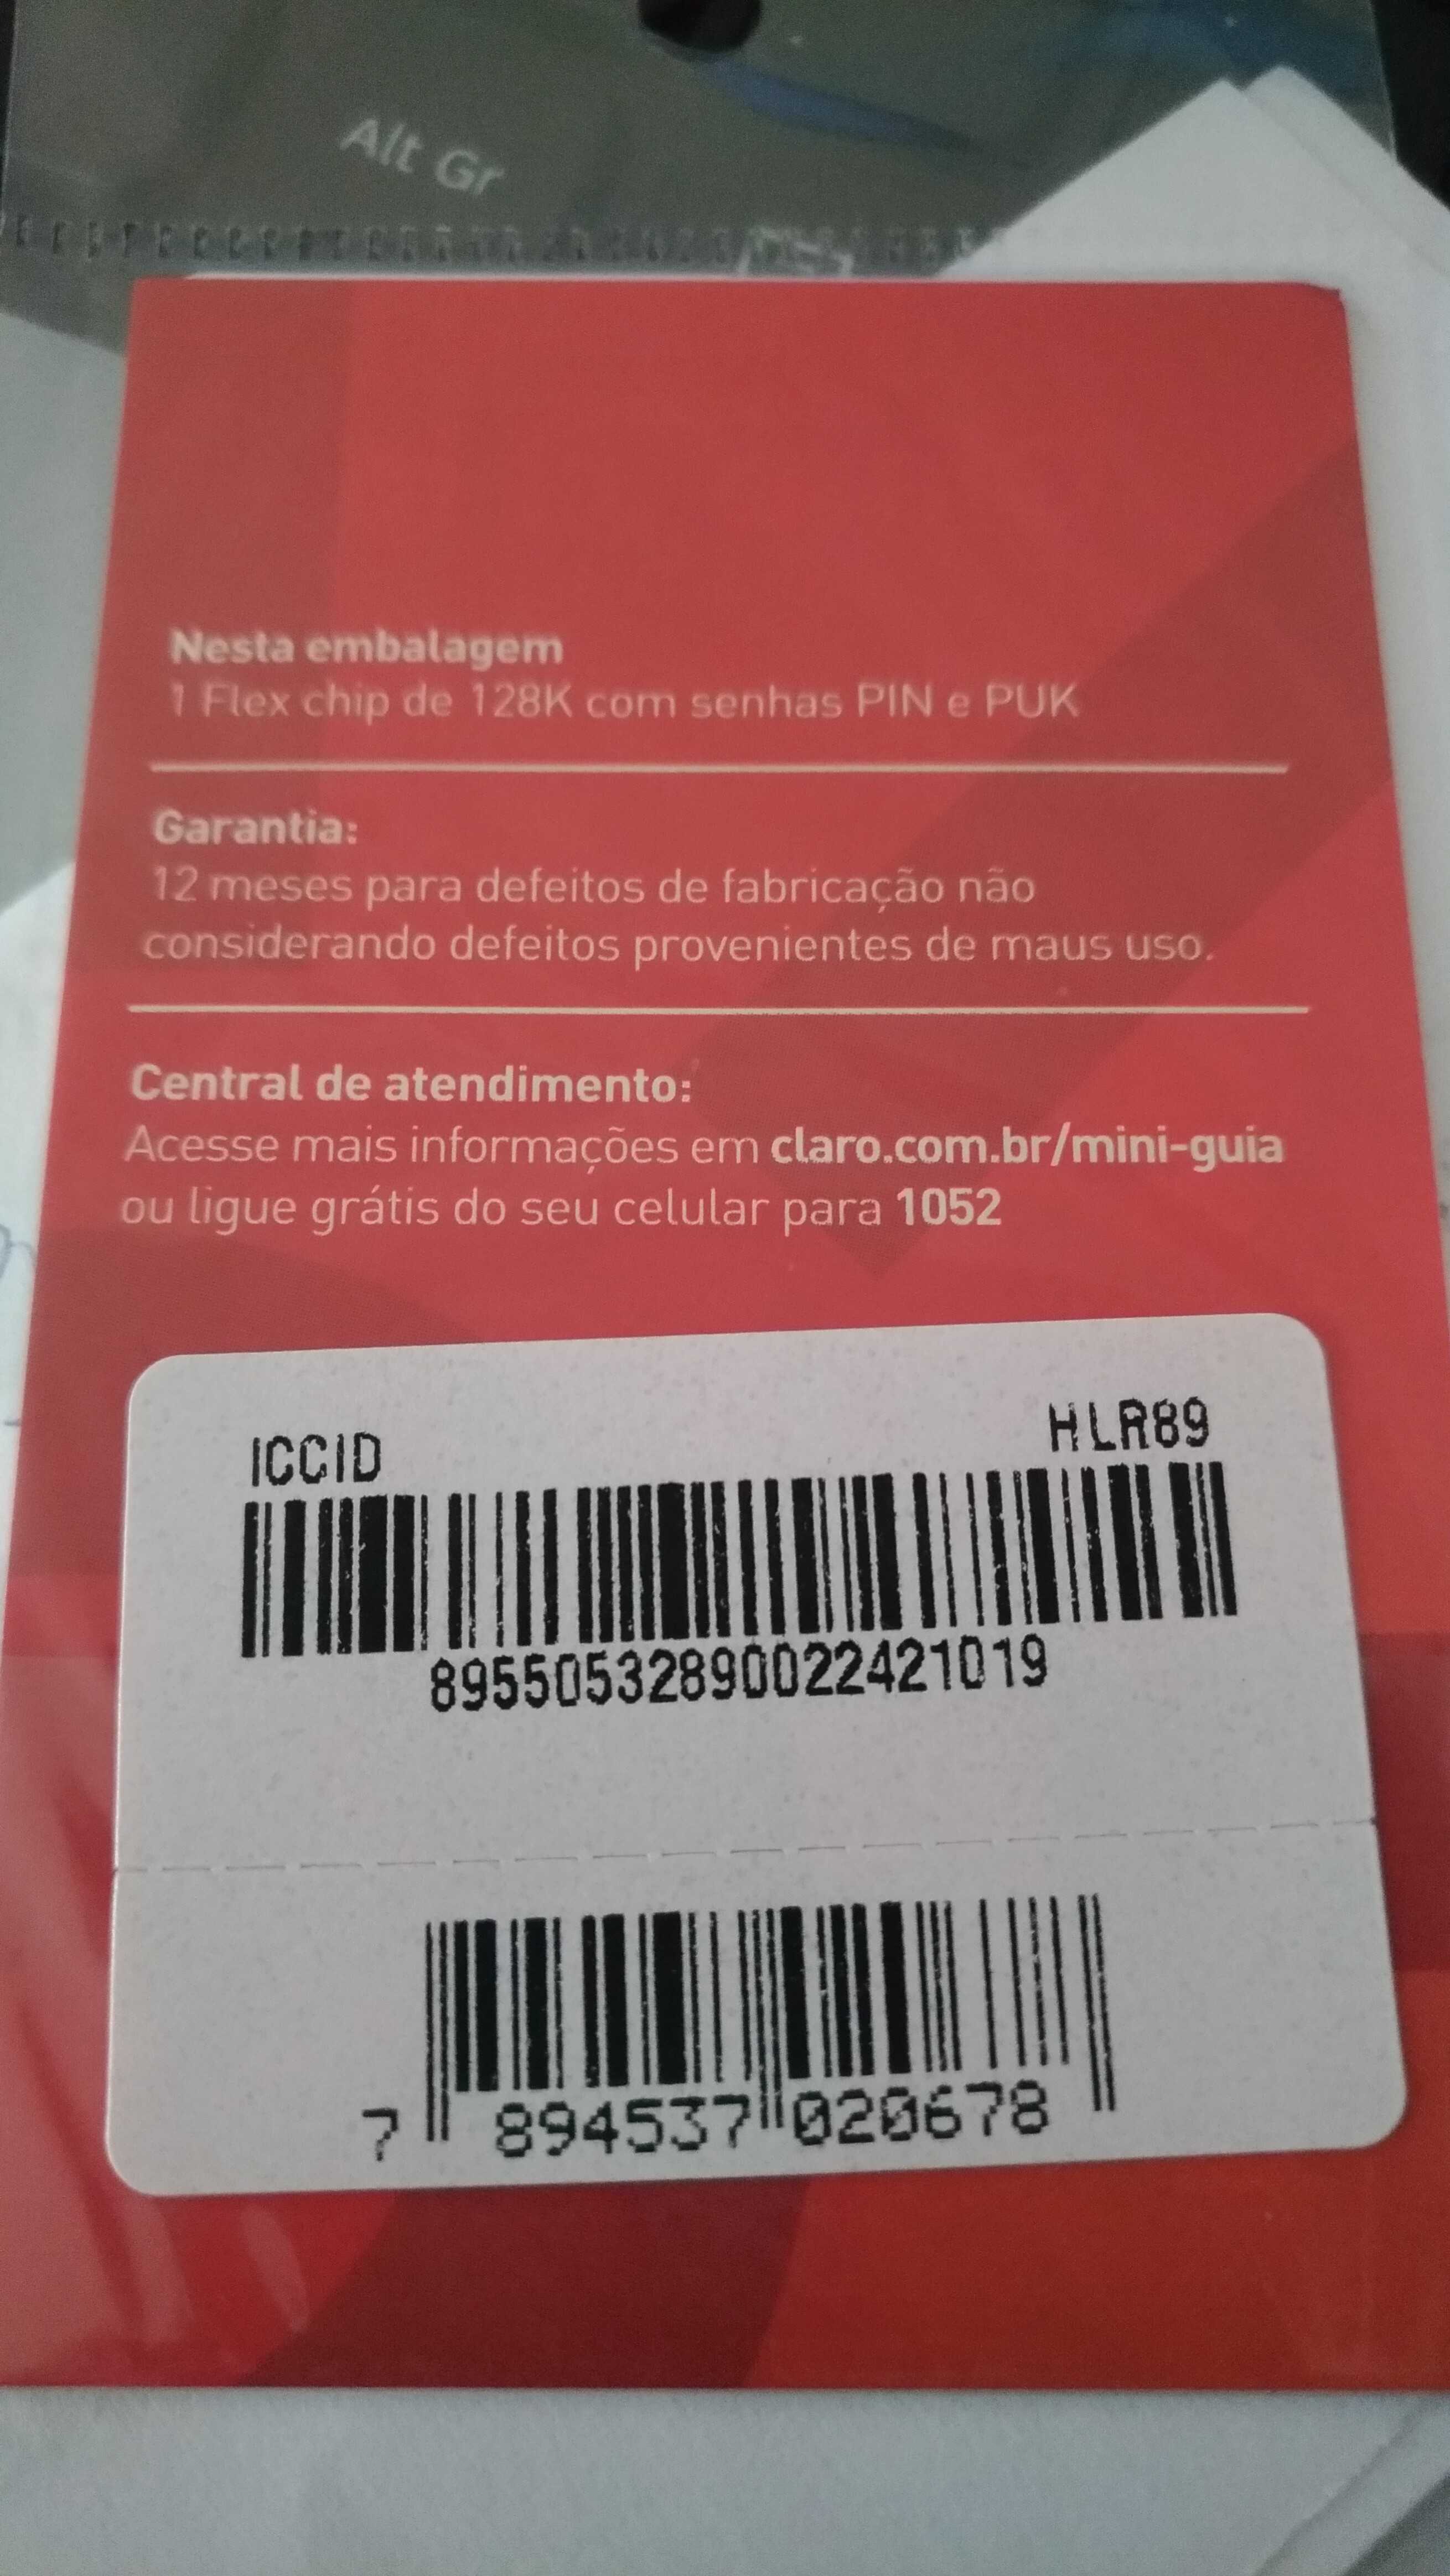 Alt Gr
Nesta embalagem
1 Flex chip de 128K com senhas PIN e PUK
Garantia:
12 meses para defeitos de fabricação não
considerando defeitos provenientes de maus uso.
Central de atendimento:
Acesse mais informações em claro.com.br/mini-guia
ou ligue grátis do seu celular para 1052
ICCID HLR89
89550532890022421019
7 894537 020678